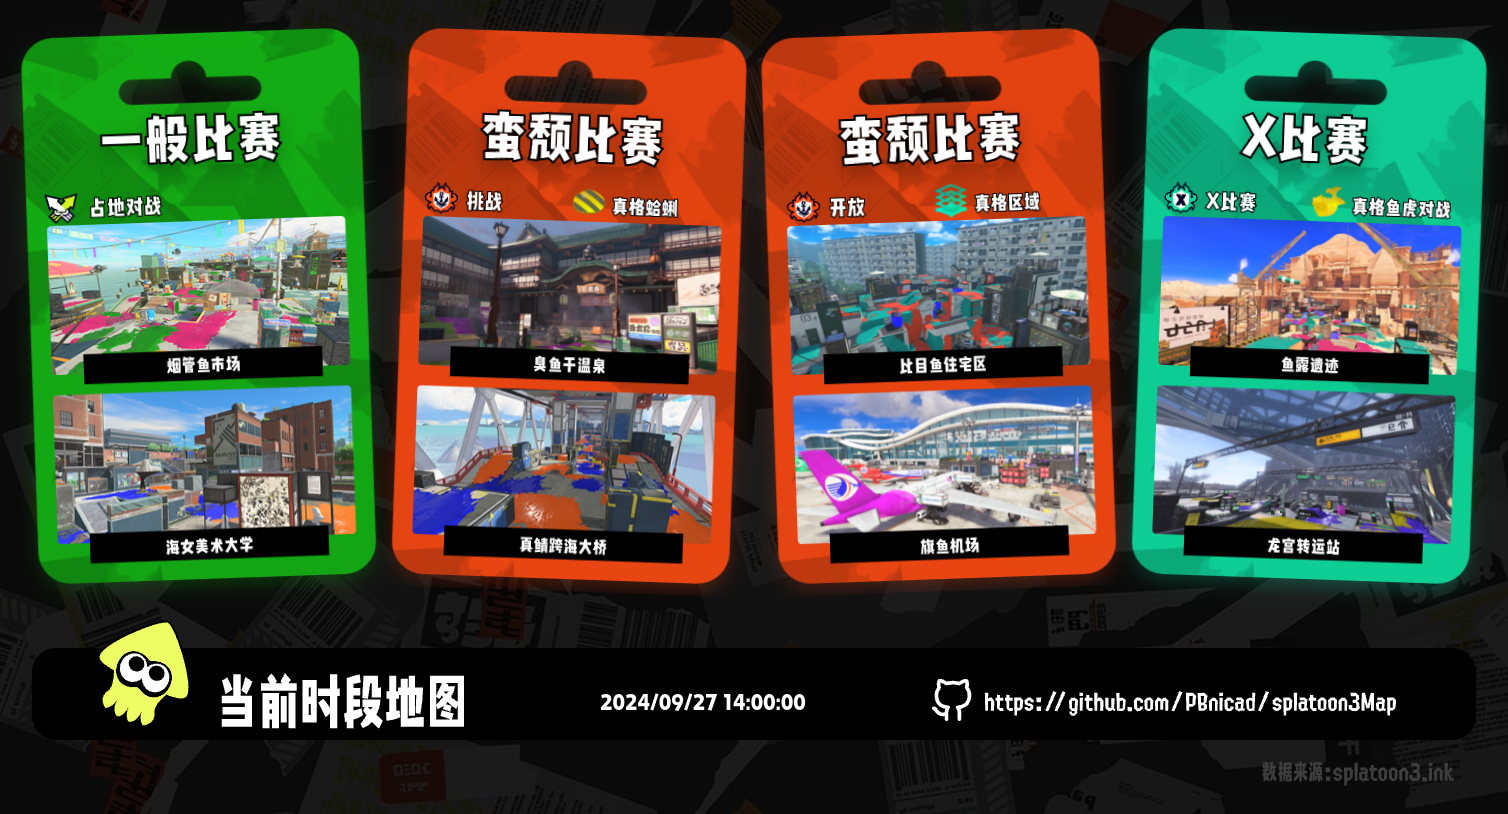 一般比赛
占地对战
烟管鱼市场
海女美术大学
蛮颓比赛
挑战
真格蛤蜊
臭鱼干温泉
真鲭跨海大桥
蛮颓比赛
开放
真格区域
比目鱼住宅区
旗鱼机场
X比赛
X比赛
真格鱼虎对战
鱼露遗迹
龙宫转运站
当前时段地图
2024/09/27 14:00:00
https://github.com/PBnicad/splatoon3Map
数据来源:splatoon3.ink